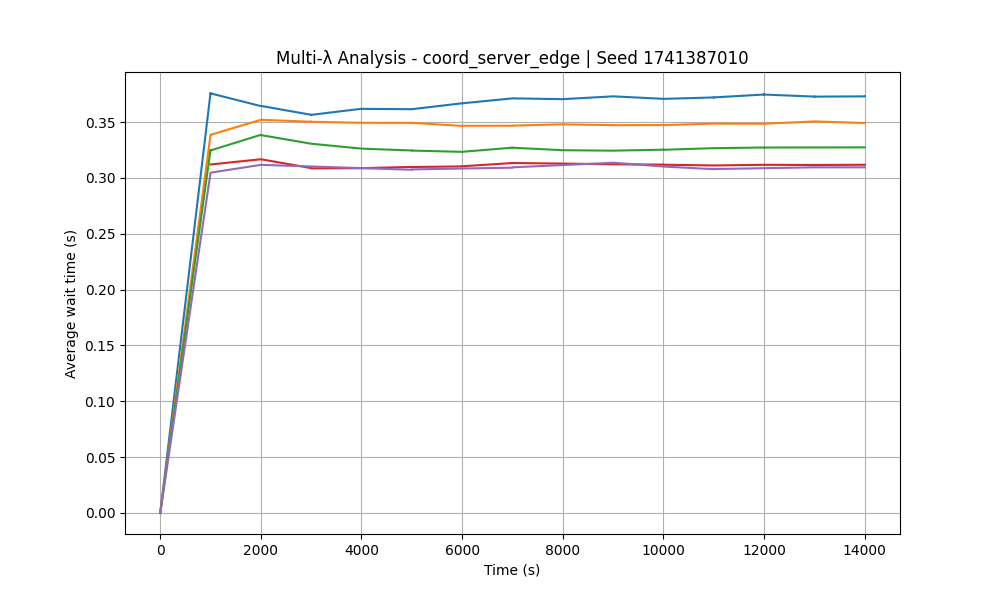 Multi-λ Analysis - coord_server_edge | Seed 1741387010
Average wait time (s)
0.35
0.30
0.25
0.20
0.15
0.10
0.05
0.00
0 2000 4000 6000 8000 10000 12000 14000
Time (s)